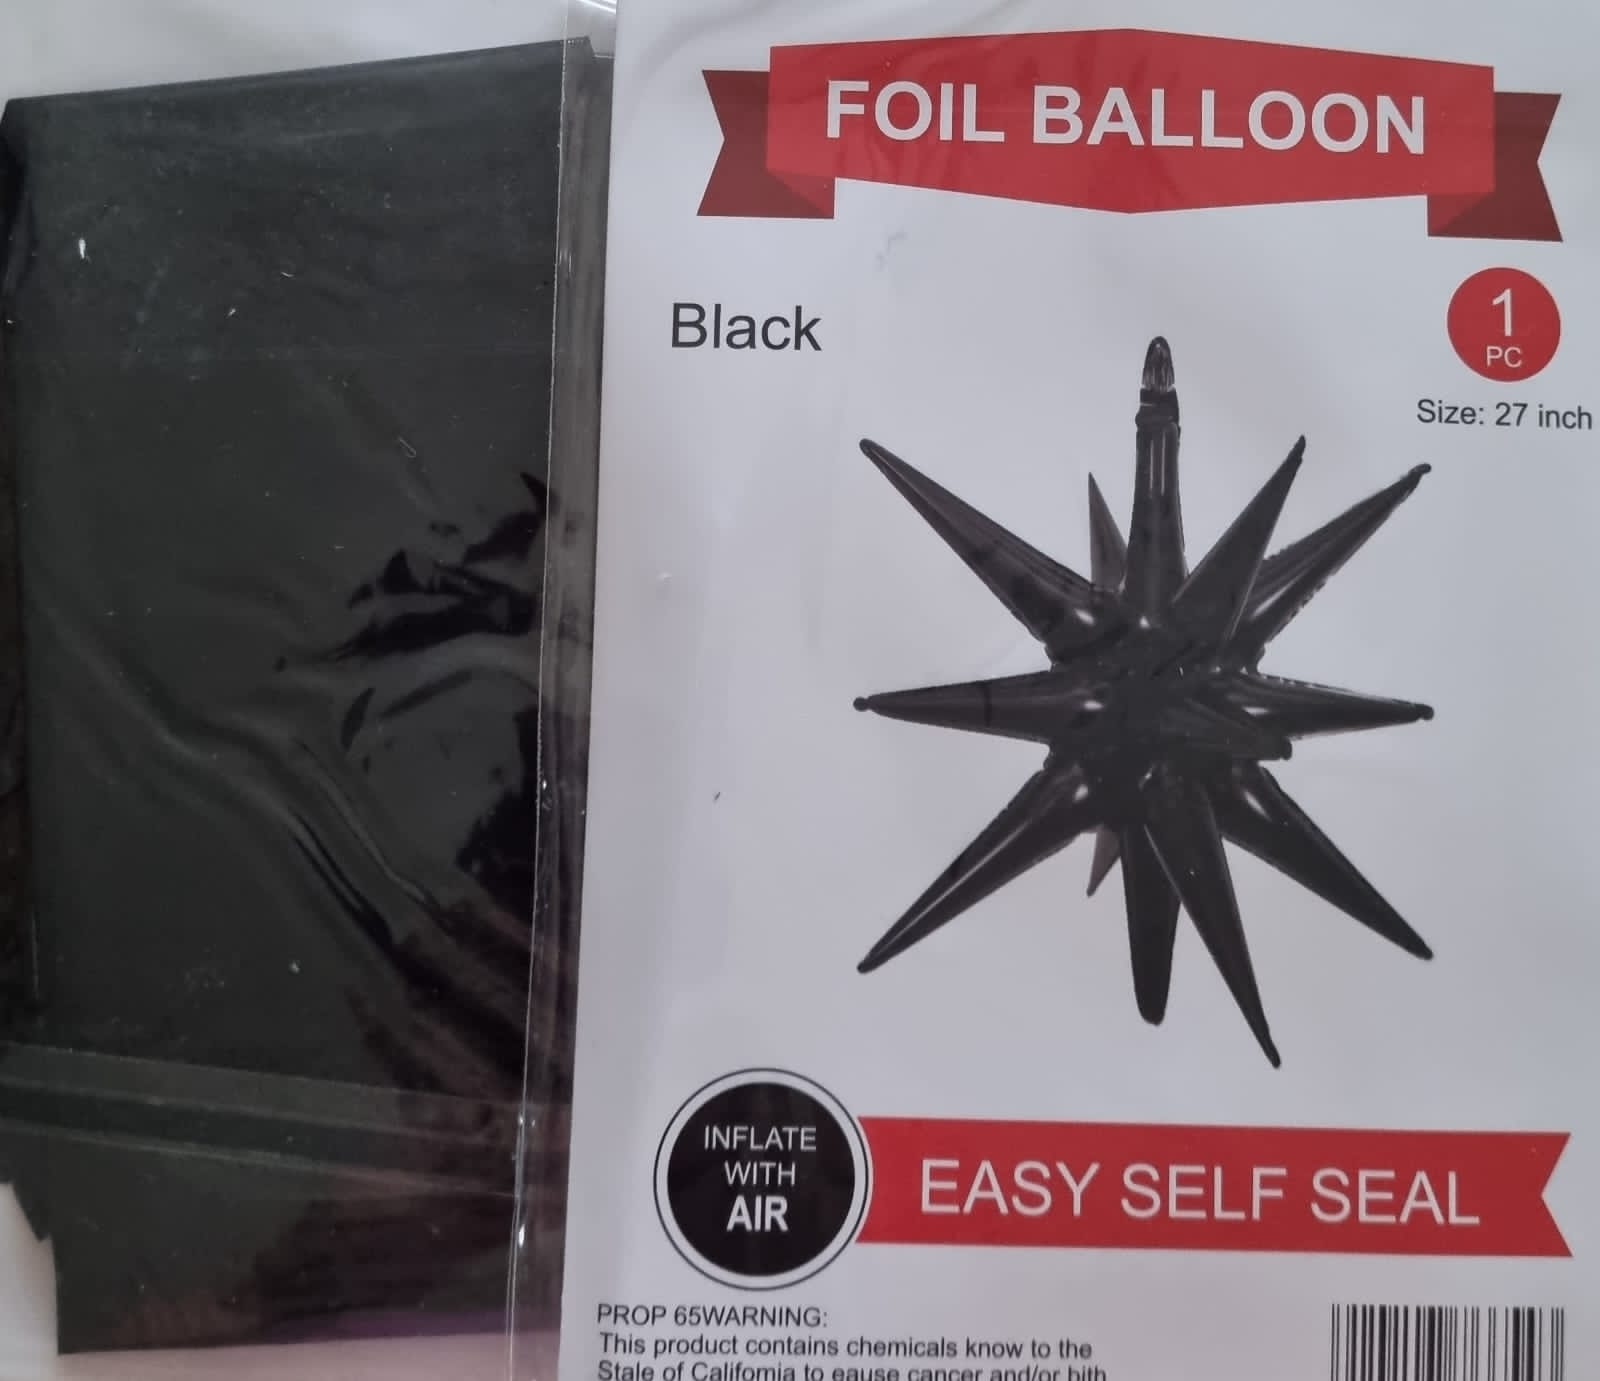 FOIL BALLOON
Black
1
PC
Size: 27 inch
INFLATE
WITH
AIR
EASY SELF SEAL
PROP 65WARNING:
This product contains chemicals know to the
Stale of Califormia to eause cancer and/or bith